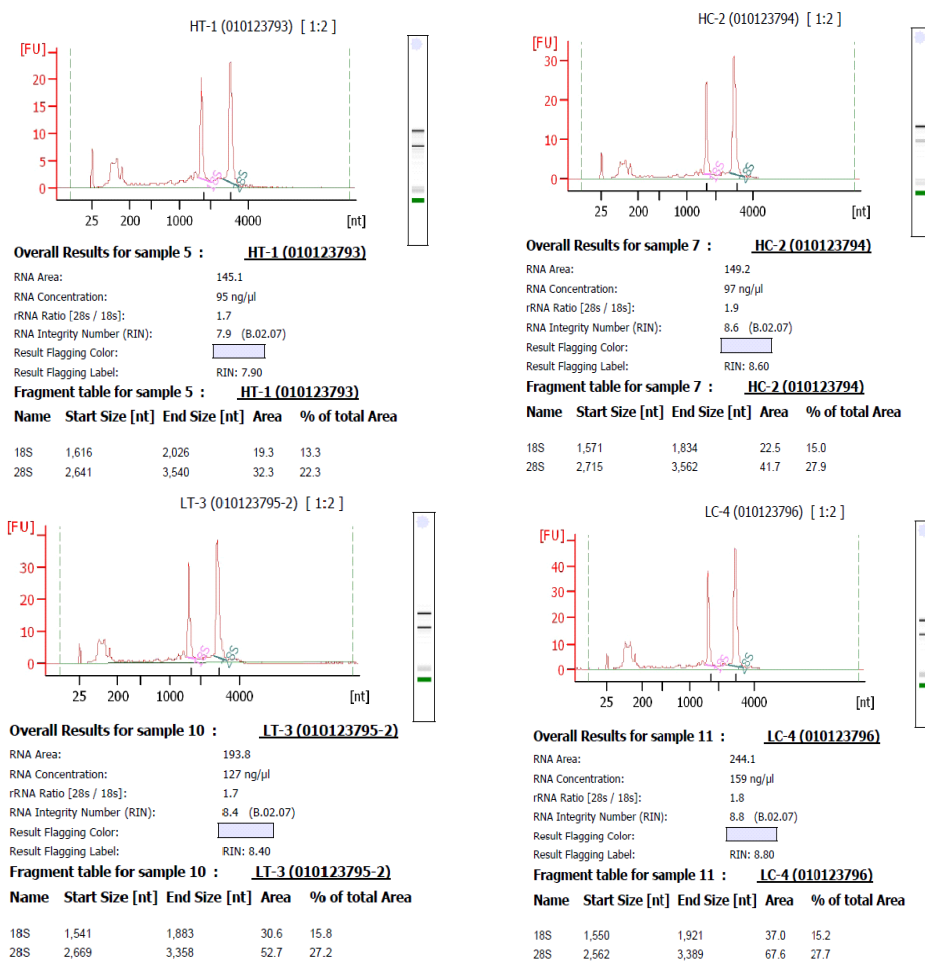 HT-1 (010123793) [ 1:2 ]
[FU]
20
15
10
5
0
18S
28S
25 200 1000 4000 [nt]
Overall Results for sample 5 : HT-1 (010123793)
RNA Area: 145.1
RNA Concentration: 95 ng/µl
rRNA Ratio [28s / 18s]: 1.7
RNA Integrity Number (RIN): 7.9 (B.02.07)
Result Flagging Color:
Result Flagging Label: RIN: 7.90
Fragment table for sample 5 : HT-1 (010123793)
Name Start Size [nt] End Size [nt] Area % of total Area
18S 1,616 2,026 19.3 13.3
28S 2,641 3,540 32.3 22.3
HC-2 (010123794) [ 1:2 ]
[FU]
30
20
10
0
18S
28S
25 200 1000 4000 [nt]
Overall Results for sample 7 : HC-2 (010123794)
RNA Area: 149.2
RNA Concentration: 97 ng/µl
rRNA Ratio [28s / 18s]: 1.9
RNA Integrity Number (RIN): 8.6 (B.02.07)
Result Flagging Color:
Result Flagging Label: RIN: 8.60
Fragment table for sample 7 : HC-2 (010123794)
Name Start Size [nt] End Size [nt] Area % of total Area
18S 1,571 1,834 22.5 15.0
28S 2,715 3,562 41.7 27.9
LT-3 (010123795-2) [ 1:2 ]
[FU]
30
20
10
0
18S
28S
25 200 1000 4000 [nt]
Overall Results for sample 10 : LT-3 (010123795-2)
RNA Area: 193.8
RNA Concentration: 127 ng/µl
rRNA Ratio [28s / 18s]: 1.7
RNA Integrity Number (RIN): 8.4 (B.02.07)
Result Flagging Color:
Result Flagging Label: RIN: 8.40
Fragment table for sample 10 : LT-3 (010123795-2)
Name Start Size [nt] End Size [nt] Area % of total Area
18S 1,541 1,883 30.6 15.8
28S 2,669 3,358 52.7 27.2
LC-4 (010123796) [ 1:2 ]
[FU]
40
30
20
10
0
18S
28S
25 200 1000 4000 [nt]
Overall Results for sample 11 : LC-4 (010123796)
RNA Area: 244.1
RNA Concentration: 159 ng/µl
rRNA Ratio [28s / 18s]: 1.8
RNA Integrity Number (RIN): 8.8 (B.02.07)
Result Flagging Color:
Result Flagging Label: RIN: 8.80
Fragment table for sample 11 : LC-4 (010123796)
Name Start Size [nt] End Size [nt] Area % of total Area
18S 1,550 1,921 37.0 15.2
28S 2,562 3,389 67.6 27.7